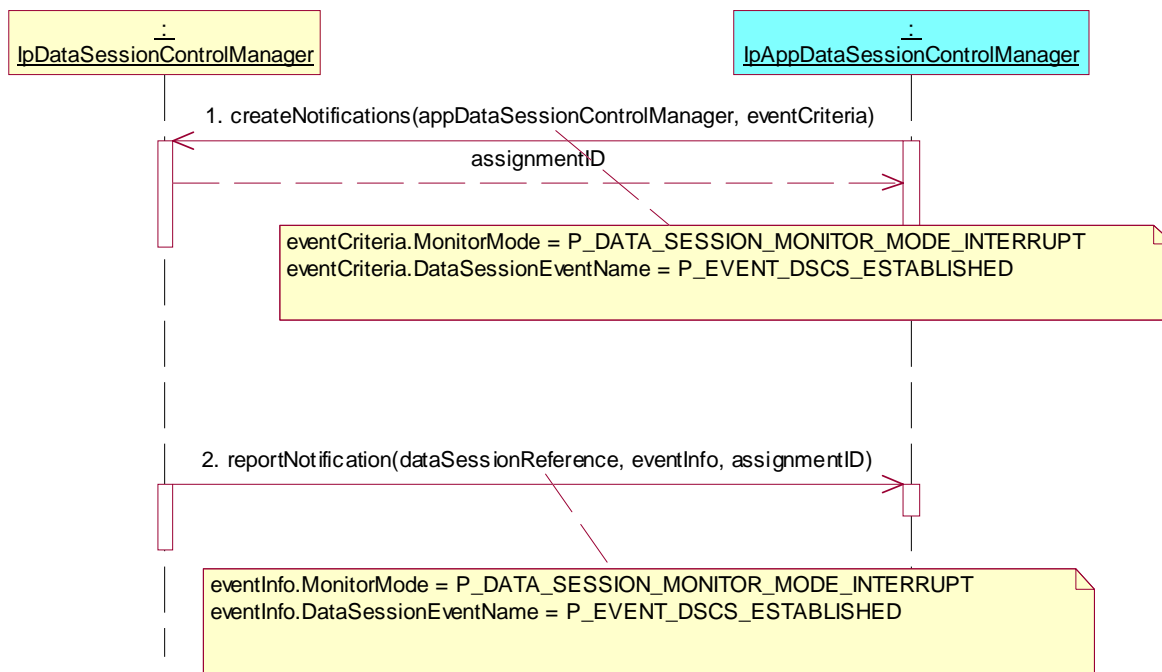 :
IpDataSessionControlManager
:
IpAppDataSessionControlManager
1. createNotifications(appDataSessionControlManager, eventCriteria)
assignmentID
eventCriteria.MonitorMode = P_DATA_SESSION_MONITOR_MODE_INTERRUPT
eventCriteria.DataSessionEventName = P_EVENT_DSCS_ESTABLISHED
2. reportNotification(dataSessionReference, eventInfo, assignmentID)
eventInfo.MonitorMode = P_DATA_SESSION_MONITOR_MODE_INTERRUPT
eventInfo.DataSessionEventName = P_EVENT_DSCS_ESTABLISHED